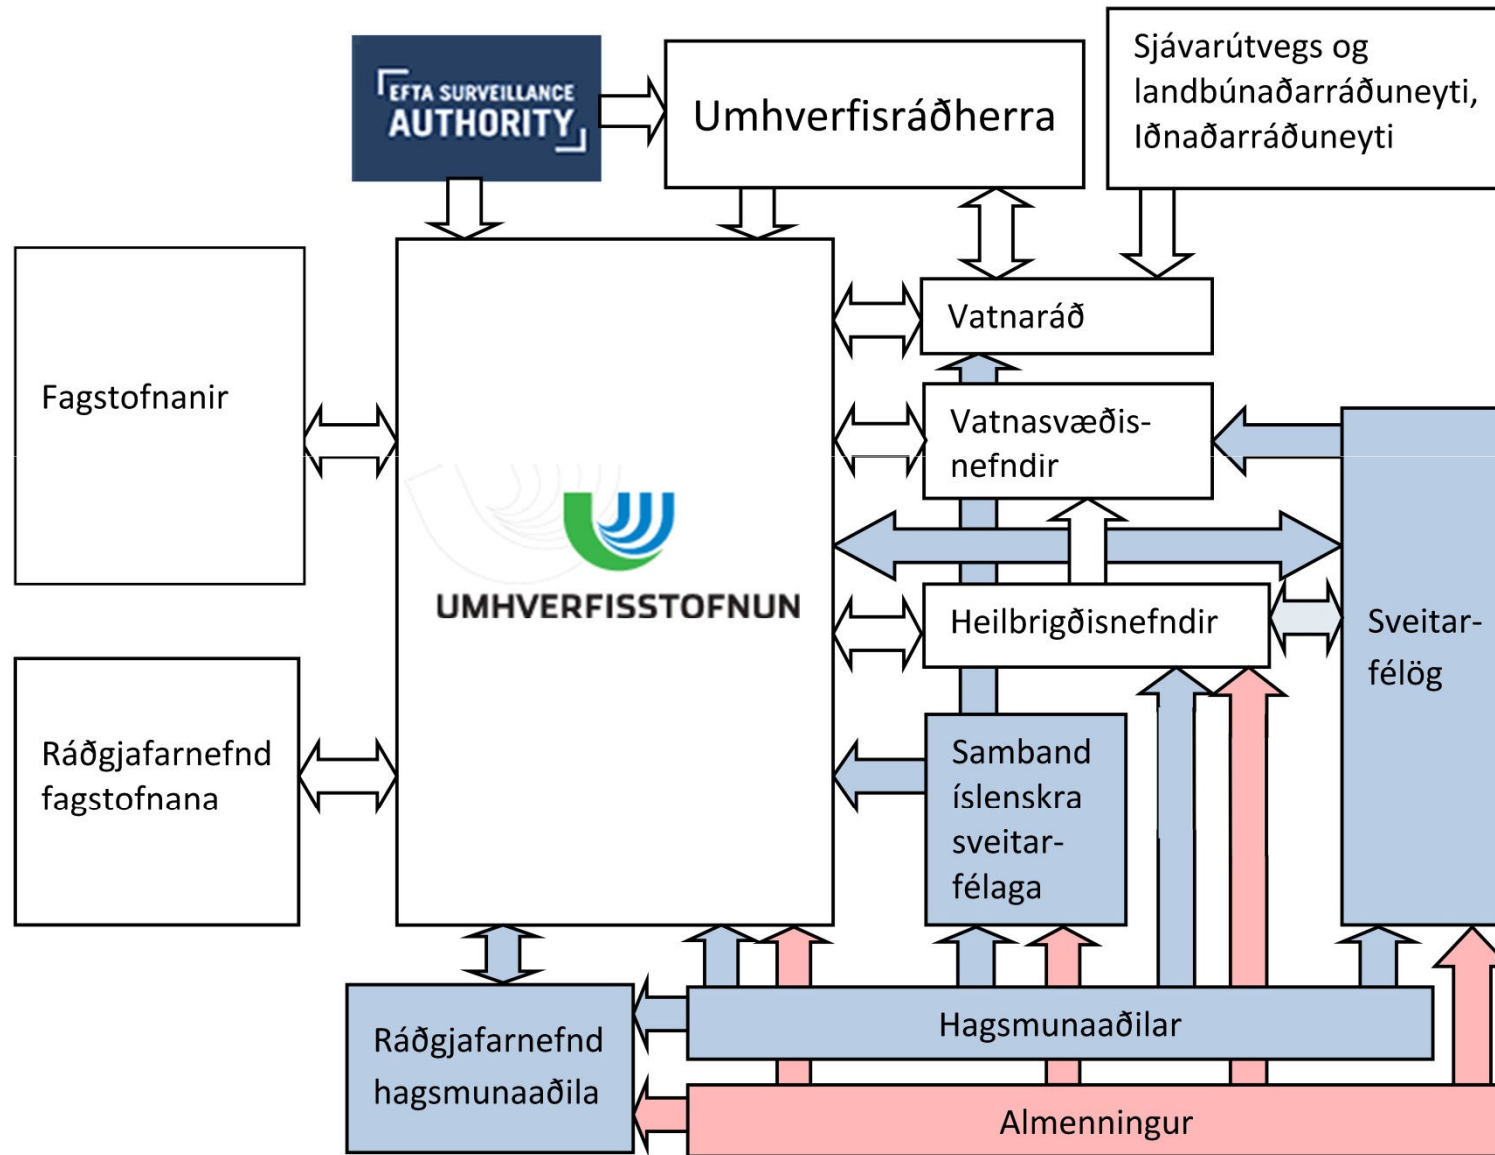 EFTA SURVEILLANCE
AUTHORITY
Umhverfisráðherra
Sjávarútvegs og
landbúnaðarráðuneyti,
Iðnaðarráðuneyti
Fagstofnanir
Vatnaráð
Vatnasvæðis-
nefndir
UMHVERFISSTOFNUN
Heilbrigðisnefndir
Sveitar-
félög
Ráðgjafarnefnd
fagstofnana
Samband
íslenskra
sveitar-
félaga
Ráðgjafarnefnd
hagsmunaaðila
Hagsmunaaðilar
Almenningur